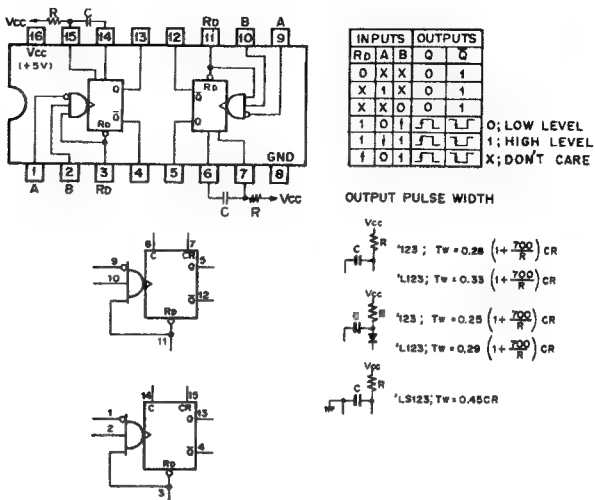 Vcc R C
RD B A
16 15 14 13 12 11 10 9
Vcc
(+5V)
RD
Q Q̅
Q̅ Q
RD
GND
1 2 3 4 5 6 7 8
A B RD
C R Vcc
INPUTS OUTPUTS
RD A B Q Q̅
0 X X 0 1
X 1 X 0 1
X X 0 0 1
1 0 ↑
1 ↓ 1
↑ 0 1
0; LOW LEVEL
1; HIGH LEVEL
X; DON'T CARE
OUTPUT PULSE WIDTH
Vcc
C R
'123; Tw = 0.28 (1+ 700/R) CR
'L123; Tw = 0.33 (1+ 700/R) CR
Vcc
'123; Tw = 0.25 (1+ 700/R) CR
'L123; Tw = 0.29 (1+ 700/R) CR
Vcc
C R
'LS123; Tw = 0.45CR
6 7
C CR
9 Q 5
10
Q̅ 12
RD
11
14 15
C CR
1 Q 13
2
Q̅ 4
RD
3